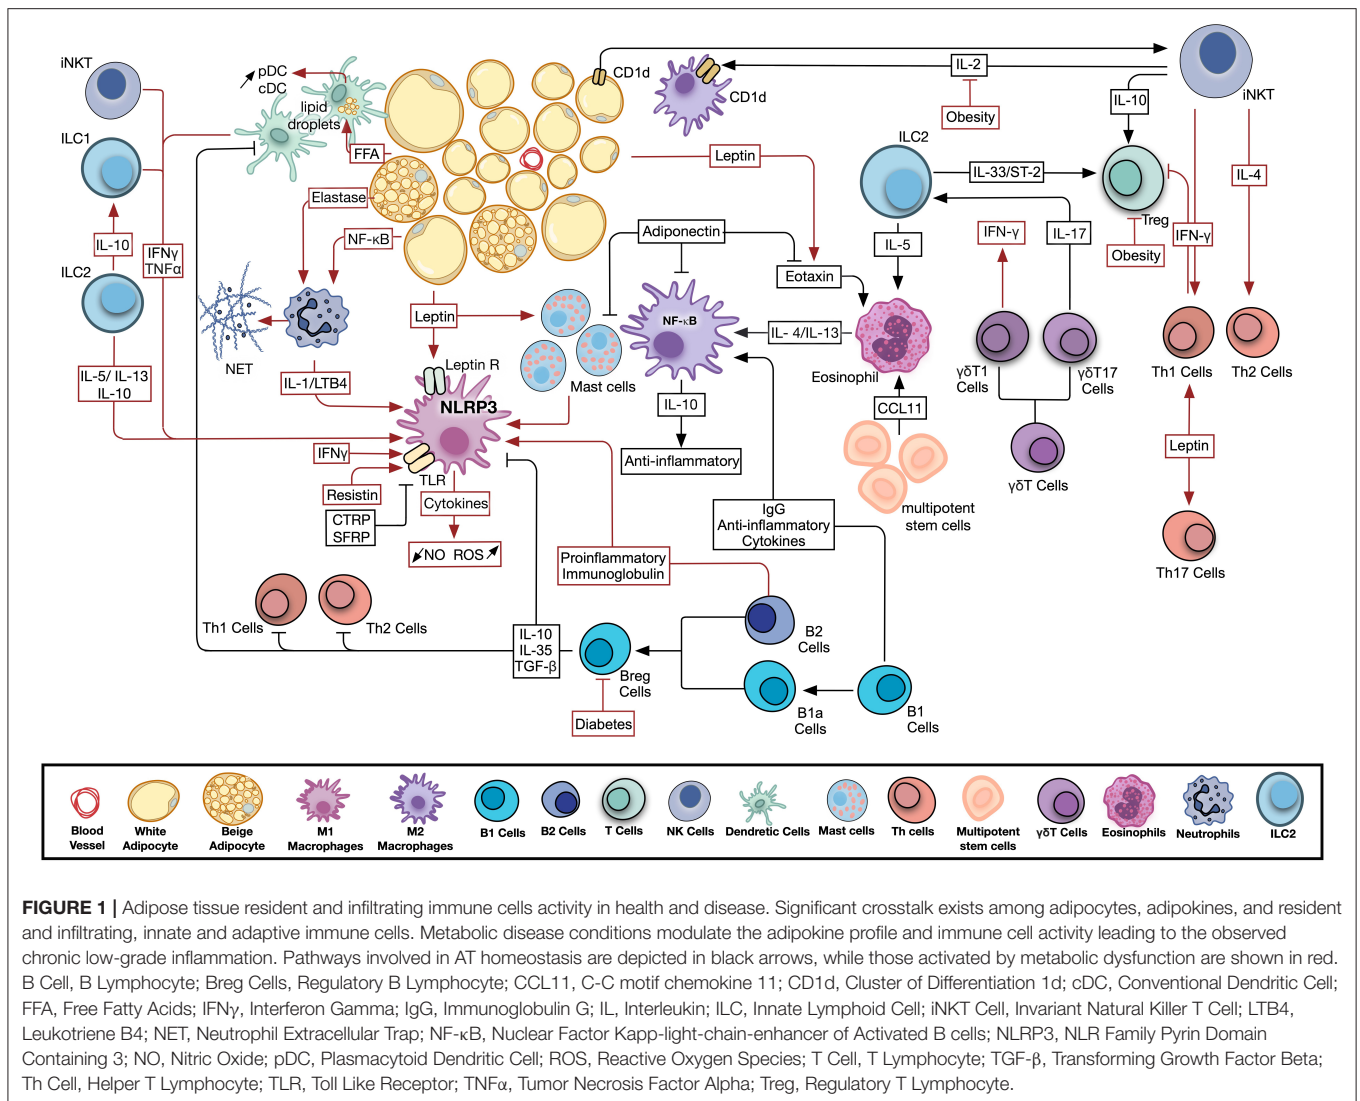 iNKT
ILC1
IL-10
ILC2
IFNγ
TNFα
IL-5/ IL-13
IL-10
pDC
cDC
lipid
droplets
FFA
Elastase
NF-κB
NET
IL-1/LTB4
Leptin
Leptin R
NLRP3
IFNγ
Resistin
TLR
CTRP
SFRP
Cytokines
NO ROS
Mast cells
CD1d
CD1d
IL-2
Obesity
iNKT
IL-10
Leptin
ILC2
IL-33/ST-2
Treg
Obesity
IL-4
IFN-γ
IL-17
IFN-γ
Adiponectin
Eotaxin
IL-5
NF-κB
IL- 4/IL-13
Eosinophil
CCL11
IL-10
Anti-inflammatory
multipotent
stem cells
γδT1
Cells
γδT17
Cells
γδT Cells
Th1 Cells
Th2 Cells
Leptin
Th17 Cells
IgG
Anti-inflammatory
Cytokines
Proinflammatory
Immunoglobulin
Th1 Cells
Th2 Cells
IL-10
IL-35
TGF-β
Breg
Cells
Diabetes
B2
Cells
B1a
Cells
B1
Cells
Blood
Vessel
White
Adipocyte
Beige
Adipocyte
M1
Macrophages
M2
Macrophages
B1 Cells
B2 Cells
T Cells
NK Cells
Dendretic Cells
Mast cells
Th cells
Multipotent
stem cells
γδT Cells
Eosinophils
Neutrophils
ILC2
FIGURE 1 | Adipose tissue resident and infiltrating immune cells activity in health and disease. Significant crosstalk exists among adipocytes, adipokines, and resident
and infiltrating, innate and adaptive immune cells. Metabolic disease conditions modulate the adipokine profile and immune cell activity leading to the observed
chronic low-grade inflammation. Pathways involved in AT homeostasis are depicted in black arrows, while those activated by metabolic dysfunction are shown in red.
B Cell, B Lymphocyte; Breg Cells, Regulatory B Lymphocyte; CCL11, C-C motif chemokine 11; CD1d, Cluster of Differentiation 1d; cDC, Conventional Dendritic Cell;
FFA, Free Fatty Acids; IFNγ, Interferon Gamma; IgG, Immunoglobulin G; IL, Interleukin; ILC, Innate Lymphoid Cell; iNKT Cell, Invariant Natural Killer T Cell; LTB4,
Leukotriene B4; NET, Neutrophil Extracellular Trap; NF-κB, Nuclear Factor Kapp-light-chain-enhancer of Activated B cells; NLRP3, NLR Family Pyrin Domain
Containing 3; NO, Nitric Oxide; pDC, Plasmacytoid Dendritic Cell; ROS, Reactive Oxygen Species; T Cell, T Lymphocyte; TGF-β, Transforming Growth Factor Beta;
Th Cell, Helper T Lymphocyte; TLR, Toll Like Receptor; TNFα, Tumor Necrosis Factor Alpha; Treg, Regulatory T Lymphocyte.